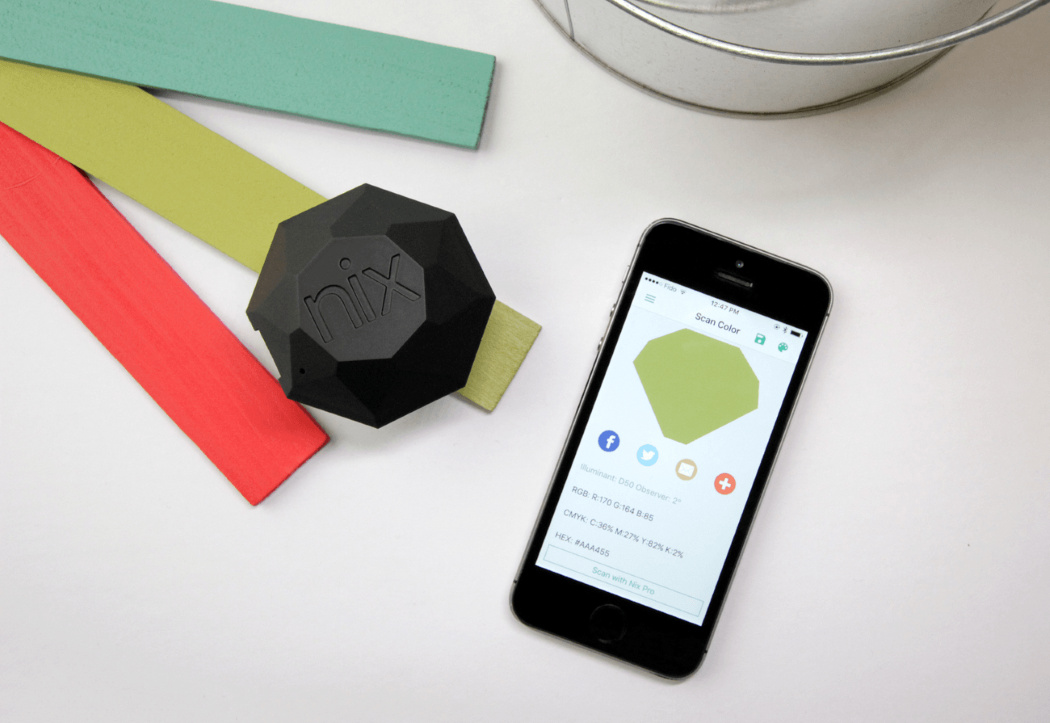 nix
Fido
12:47 PM
Scan Color
Illuminant: D50 Observer: 2°
RGB: R:170 G:164 B:85
CMYK: C:36% M:27% Y:82% K:2%
HEX: #AAA455
Scan with Nix Pro